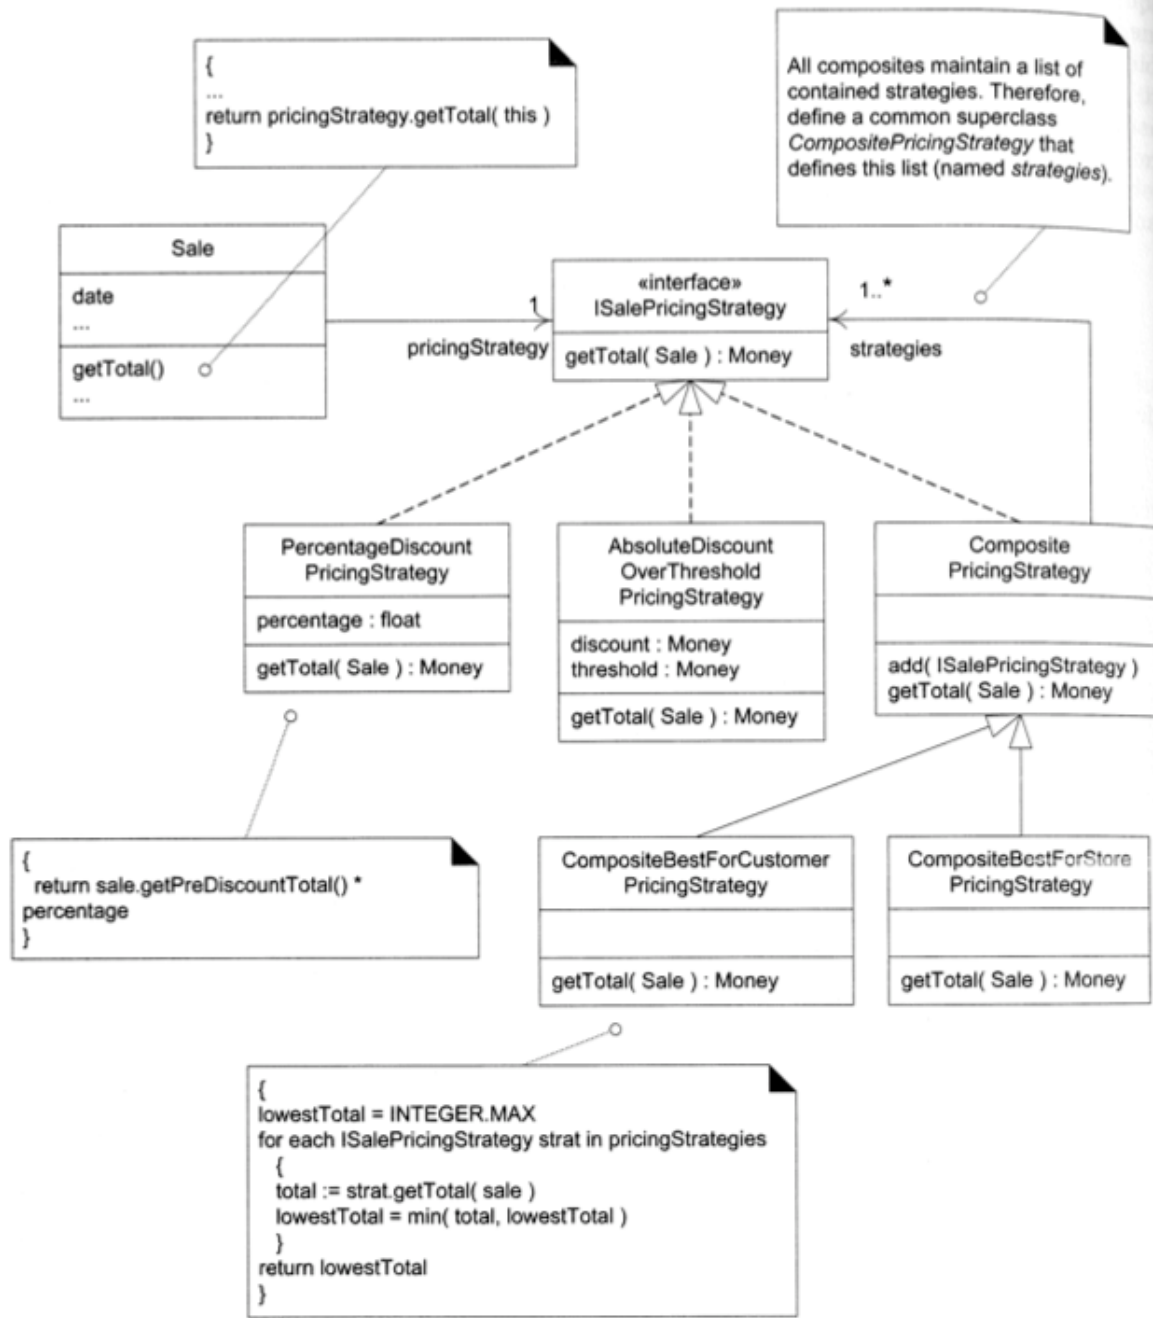 {
...
return pricingStrategy.getTotal( this )
}
All composites maintain a list of
contained strategies. Therefore,
define a common superclass
CompositePricingStrategy that
defines this list (named strategies).
Sale
date
...
getTotal()
...
1
pricingStrategy
«interface»
ISalePricingStrategy
getTotal( Sale ) : Money
1..*
strategies
PercentageDiscount
PricingStrategy
percentage : float
getTotal( Sale ) : Money
AbsoluteDiscount
OverThreshold
PricingStrategy
discount : Money
threshold : Money
getTotal( Sale ) : Money
Composite
PricingStrategy
add( ISalePricingStrategy )
getTotal( Sale ) : Money
{
return sale.getPreDiscountTotal() *
percentage
}
CompositeBestForCustomer
PricingStrategy
getTotal( Sale ) : Money
CompositeBestForStore
PricingStrategy
getTotal( Sale ) : Money
{
lowestTotal = INTEGER.MAX
for each ISalePricingStrategy strat in pricingStrategies
{
total := strat.getTotal( sale )
lowestTotal = min( total, lowestTotal )
}
return lowestTotal
}